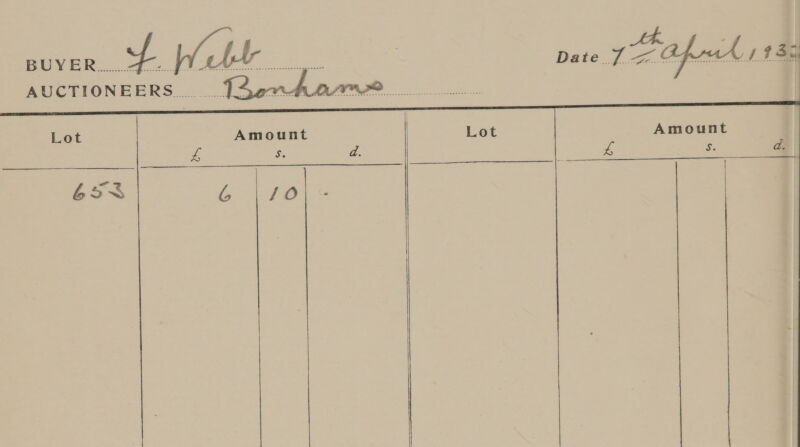 BUYER F. Webb
Date 7th April, 193
AUCTIONEERS Bonhams
Lot Amount Lot Amount
£ s. d. £ s. d.
653 6 10 -